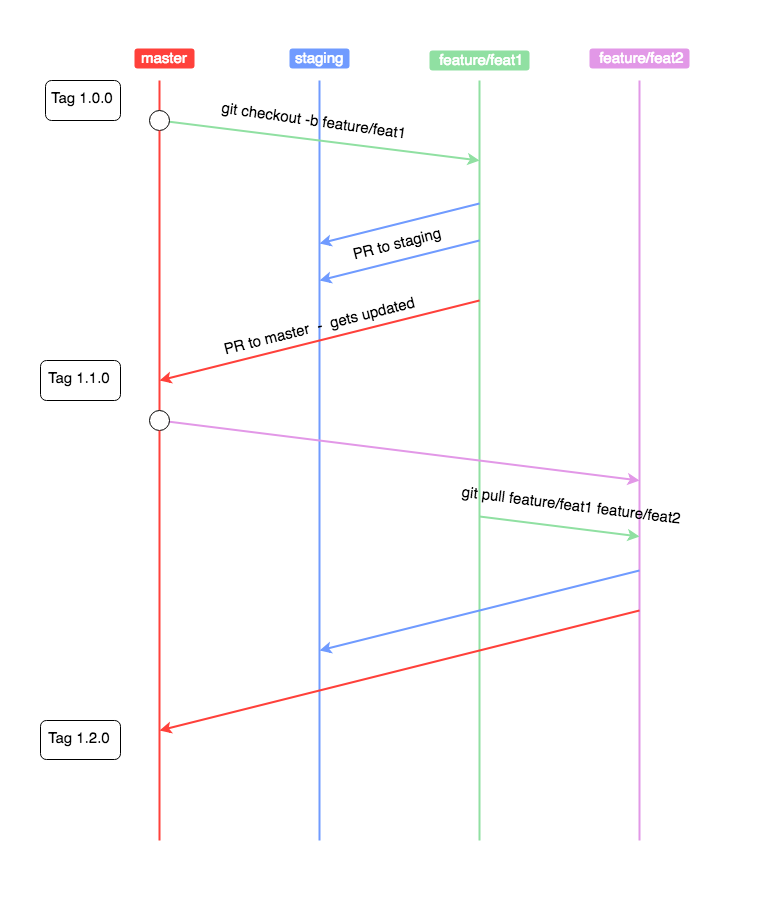 master
staging
feature/feat1
feature/feat2
Tag 1.0.0
git checkout -b feature/feat1
PR to staging
PR to master - gets updated
Tag 1.1.0
git pull feature/feat1 feature/feat2
Tag 1.2.0